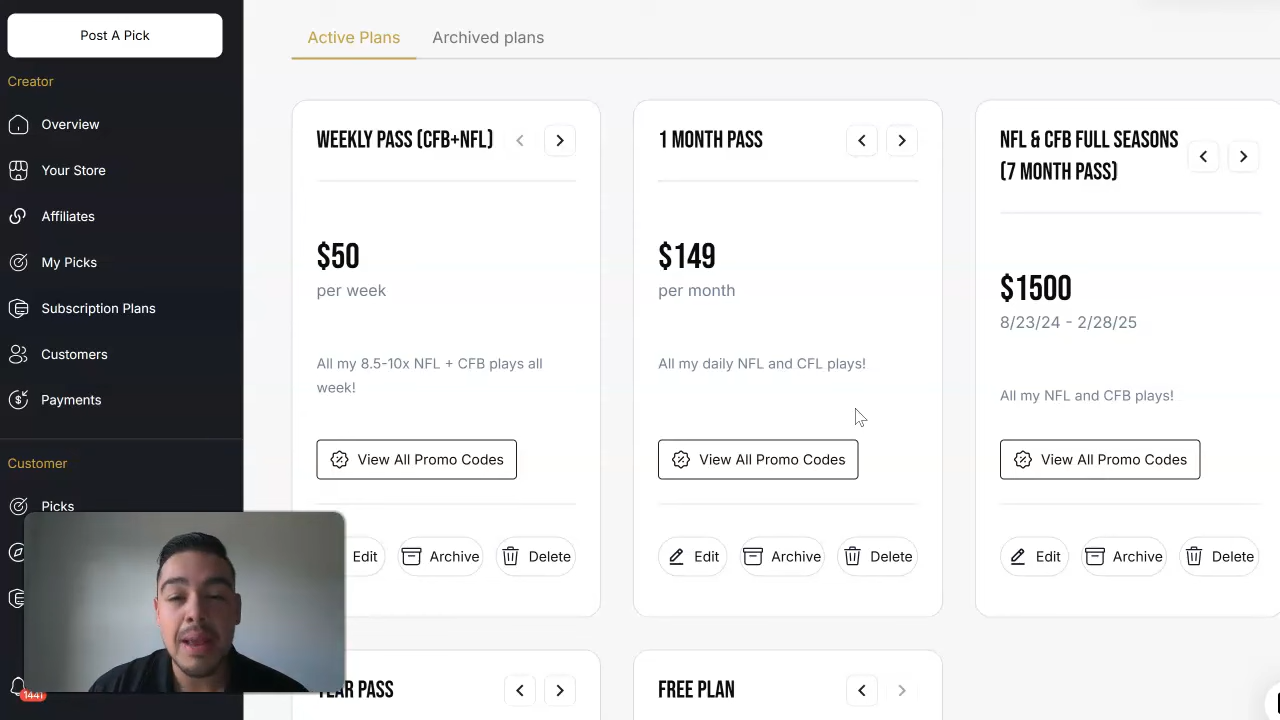 Post A Pick
Creator
Overview
Your Store
Affiliates
My Picks
Subscription Plans
Customers
Payments
Customer
Picks
1441
Active Plans
Archived plans
WEEKLY PASS (CFB+NFL)
$50
per week
All my 8.5-10x NFL + CFB plays all
week!
View All Promo Codes
Edit
Archive
Delete
1 MONTH PASS
$149
per month
All my daily NFL and CFL plays!
View All Promo Codes
Edit
Archive
Delete
NFL & CFB FULL SEASONS
(7 MONTH PASS)
$1500
8/23/24 - 2/28/25
All my NFL and CFB plays!
View All Promo Codes
Edit
Archive
Delete
YEAR PASS
FREE PLAN